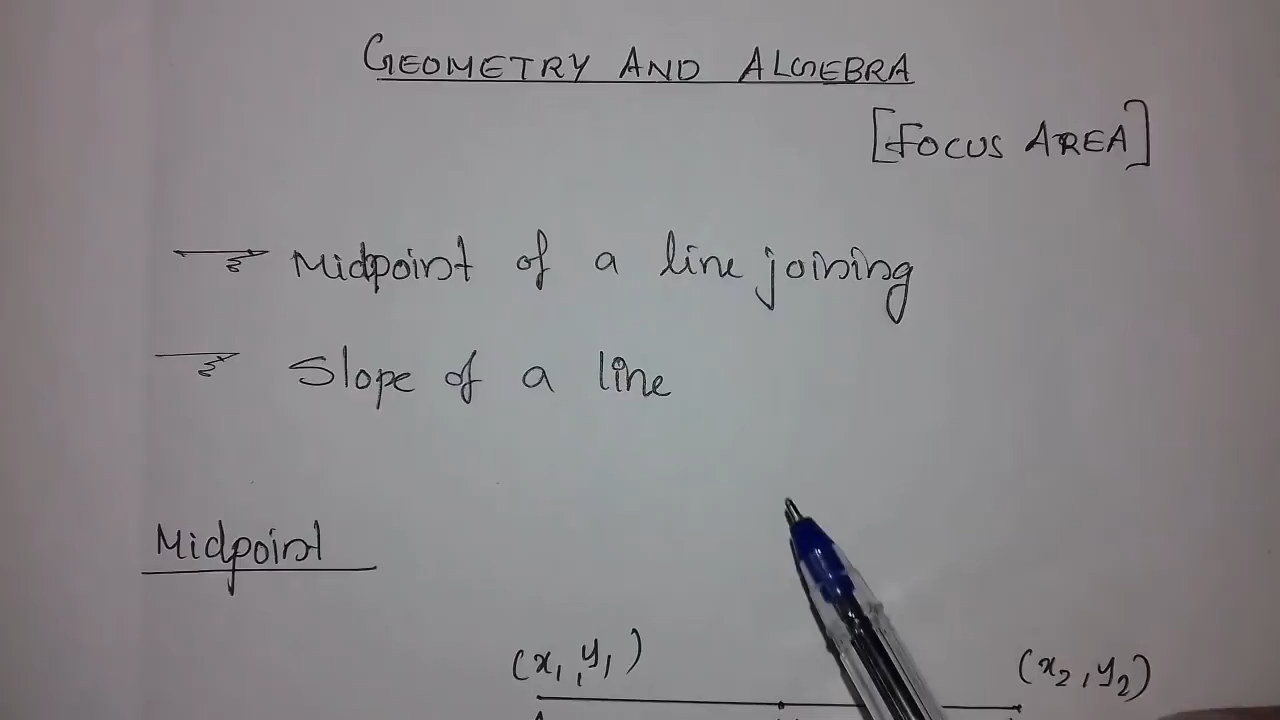 GEOMETRY AND ALGEBRA
[FOCUS AREA]
Midpoint of a line joining
Slope of a line
Midpoint
(x₁, y₁) (x₂, y₂)